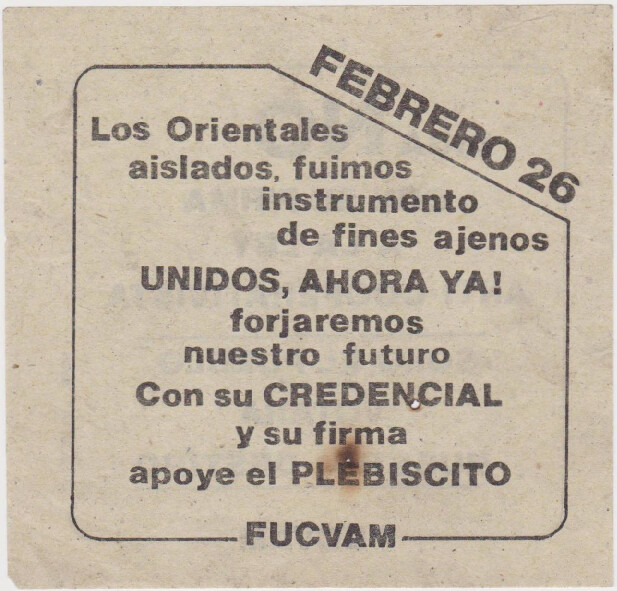 FEBRERO 26
Los Orientales
aislados, fuimos
instrumento
de fines ajenos
UNIDOS, AHORA YA!
forjaremos
nuestro futuro
Con su CREDENCIAL
y su firma
apoye el PLEBISCITO
FUCVAM